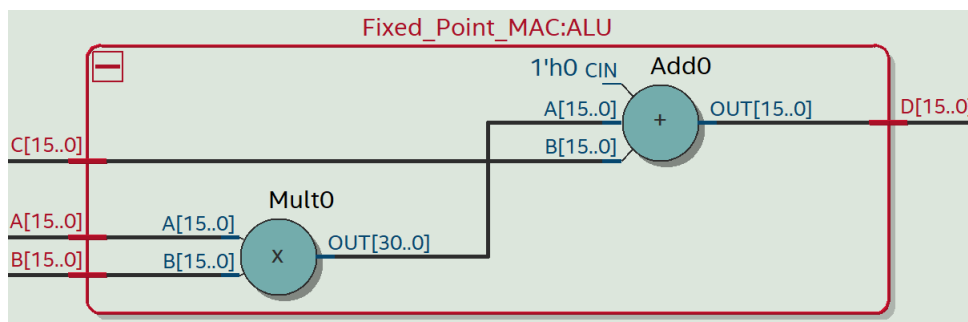 Fixed_Point_MAC:ALU
1'h0 CIN
Add0
A[15..0]
OUT[15..0]
D[15..0]
C[15..0]
B[15..0]
+
Mult0
A[15..0]
A[15..0]
OUT[30..0]
B[15..0]
B[15..0]
x